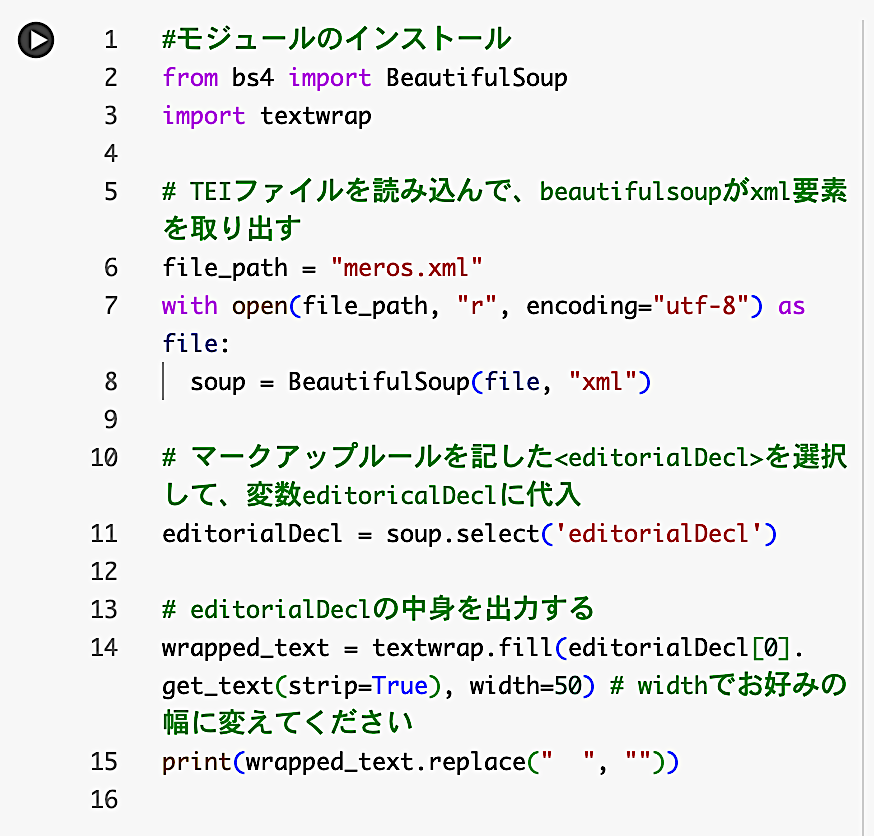 1 #モジュールのインストール
2 from bs4 import BeautifulSoup
3 import textwrap
4
5 # TEIファイルを読み込んで、beautifulsoupがxml要素
を取り出す
6 file_path = "meros.xml"
7 with open(file_path, "r", encoding="utf-8") as
file:
8 soup = BeautifulSoup(file, "xml")
9
10 # マークアップルールを記した<editorialDecl>を選択
して、変数editoricalDeclに代入
11 editorialDecl = soup.select('editorialDecl')
12
13 # editorialDeclの中身を出力する
14 wrapped_text = textwrap.fill(editorialDecl[0].
get_text(strip=True), width=50) # widthでお好みの
幅に変えてください
15 print(wrapped_text.replace("  ", ""))
16